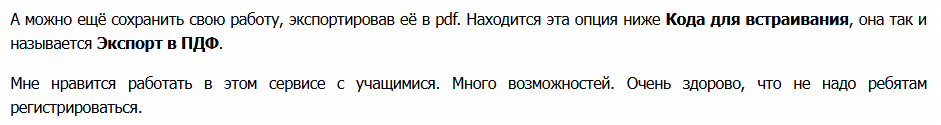 А можно ещё сохранить свою работу, экспортировав её в pdf. Находится эта опция ниже Кода для встраивания, она так и
называется Экспорт в ПДФ.
Мне нравится работать в этом сервисе с учащимися. Много возможностей. Очень здорово, что не надо ребятам
регистрироваться.